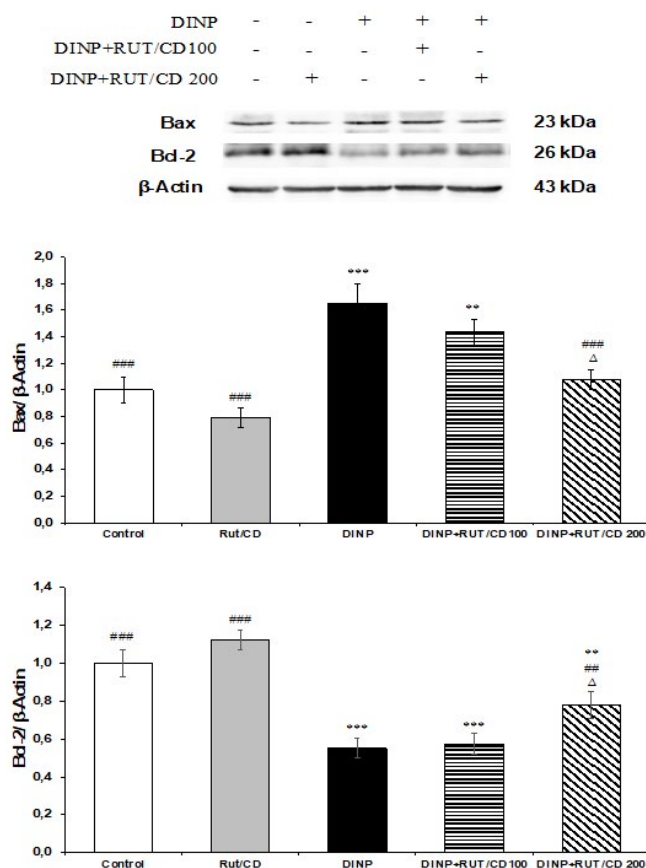 DINP - - + + +
DINP+RUT/CD100 - - +
DINP+RUT/CD 200 - + - - +
Bax 23 kDa
Bd-2 26 kDa
β-Actin 43 kDa
Bax/β-Actin
2,0
1,8
1,6
1,4
1,2
1,0
0,8
0,6
0,4
0,2
0,0
###
###
***
**
###
Δ
Control Rut/CD DINP DINP+RUT/CD100 DINP+RUT/CD 200
Bd-2/β-Actin
1,4
1,2
1,0
0,8
0,6
0,4
0,2
0,0
###
###
***
***
**
##
Δ
Control Rut/CD DINP DINP+RUT/CD100 DINP+RUT/CD 200